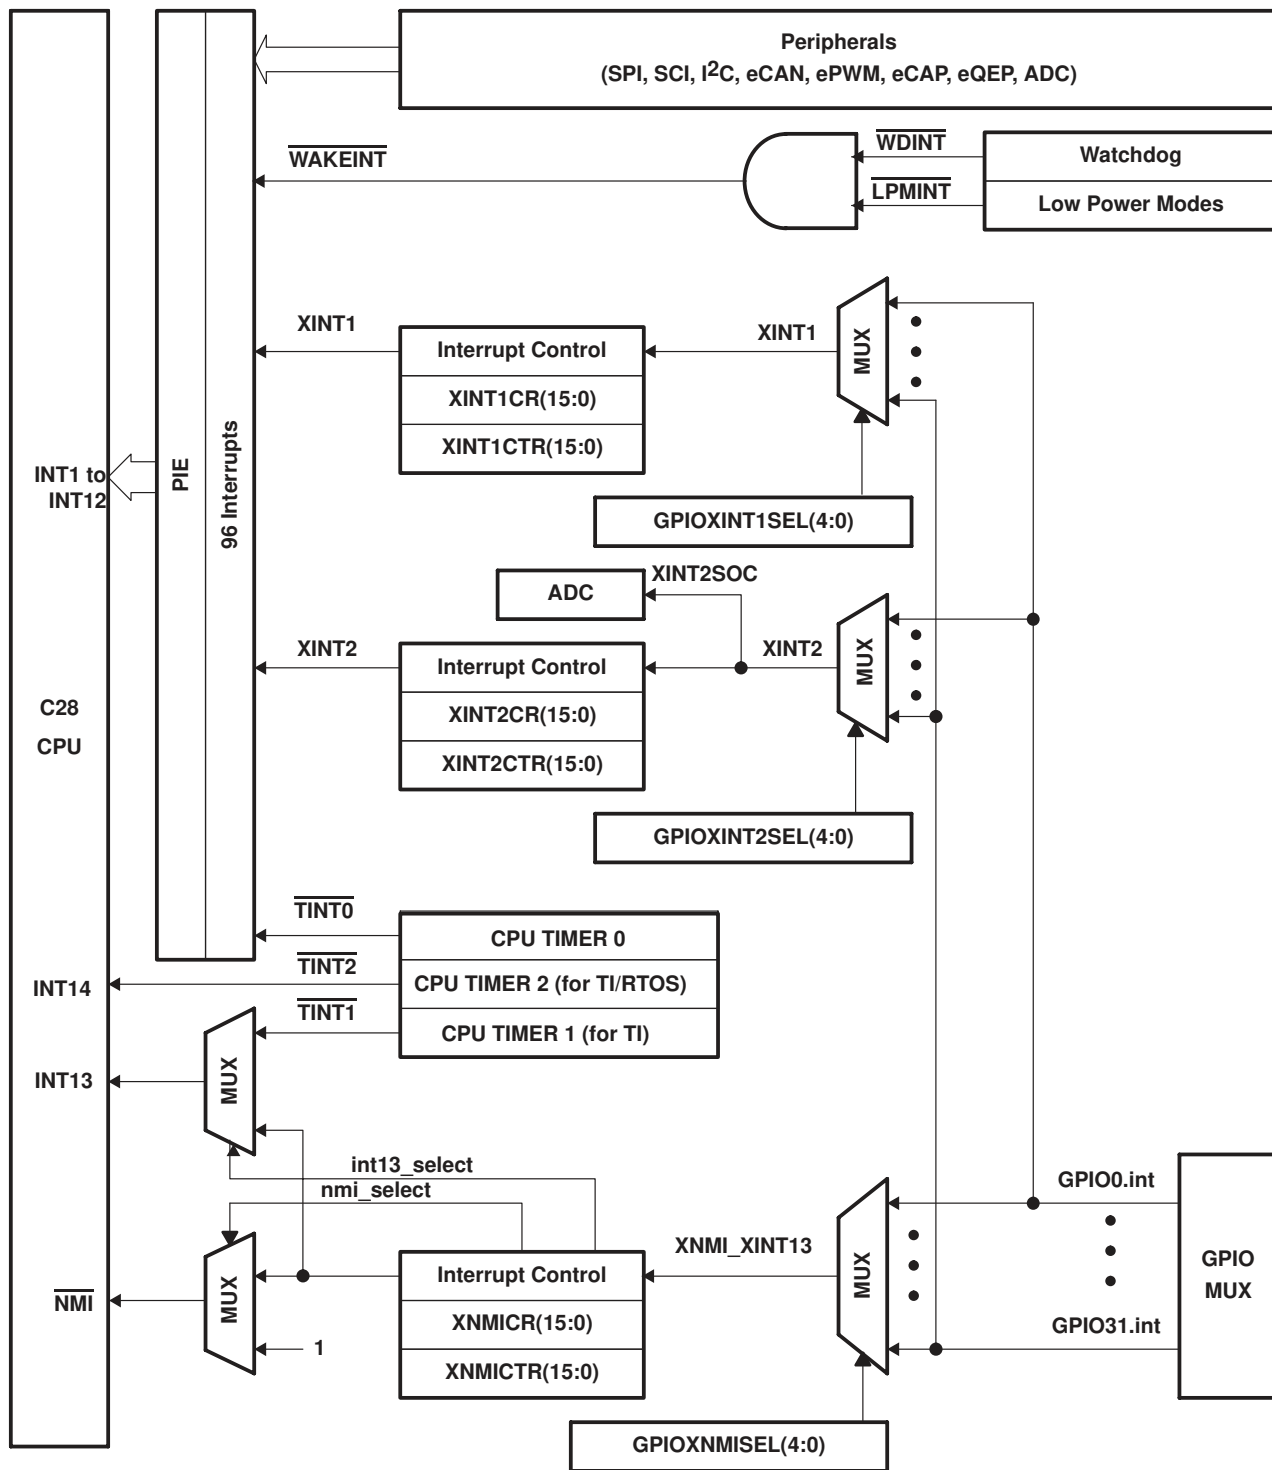 Peripherals
(SPI, SCI, I2C, eCAN, ePWM, eCAP, eQEP, ADC)
WDINT
Watchdog
WAKEINT
LPMINT
Low Power Modes
XINT1
Interrupt Control
XINT1
MUX
XINT1CR(15:0)
XINT1CTR(15:0)
PIE
96 Interrupts
INT1 to
INT12
GPIOXINT1SEL(4:0)
XINT2SOC
ADC
XINT2
Interrupt Control
XINT2
MUX
XINT2CR(15:0)
C28
CPU
XINT2CTR(15:0)
GPIOXINT2SEL(4:0)
TINT0
CPU TIMER 0
TINT2
INT14
CPU TIMER 2 (for TI/RTOS)
TINT1
CPU TIMER 1 (for TI)
INT13
MUX
int13_select
nmi_select
GPIO0.int
XNMI_XINT13
MUX
GPIO
MUX
Interrupt Control
NMI
MUX
XNMICR(15:0)
GPIO31.int
1
XNMICTR(15:0)
GPIOXNMISEL(4:0)